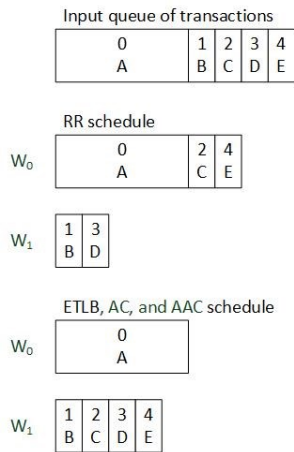 Input queue of transactions
0 1 2 3 4
A B C D E
RR schedule
W0 0 2 4
A C E
W1 1 3
B D
ETLB, AC, and AAC schedule
W0 0
A
W1 1 2 3 4
B C D E